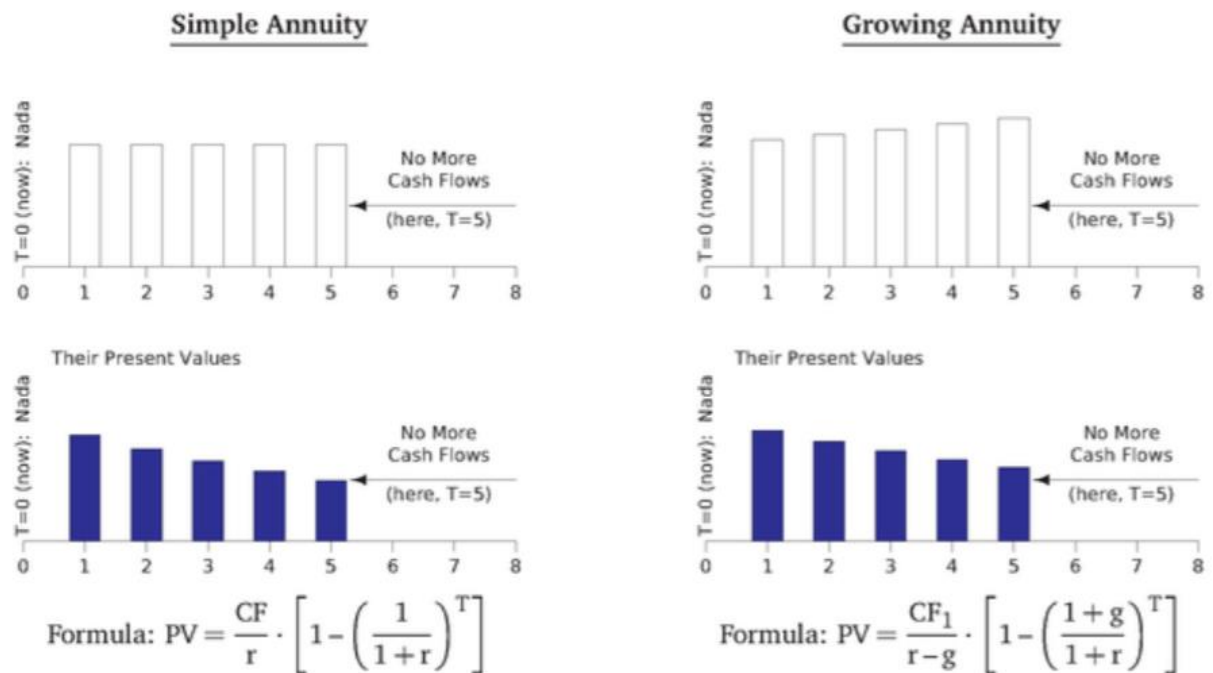 Simple Annuity
T=0 (now): Nada
No More
Cash Flows
(here, T=5)
0 1 2 3 4 5 6 7 8
Their Present Values
T=0 (now): Nada
No More
Cash Flows
(here, T=5)
0 1 2 3 4 5 6 7 8
Formula: PV = CF/r · [1 − (1/(1+r))^T]
Growing Annuity
T=0 (now): Nada
No More
Cash Flows
(here, T=5)
0 1 2 3 4 5 6 7 8
Their Present Values
T=0 (now): Nada
No More
Cash Flows
(here, T=5)
0 1 2 3 4 5 6 7 8
Formula: PV = CF₁/(r−g) · [1 − ((1+g)/(1+r))^T]